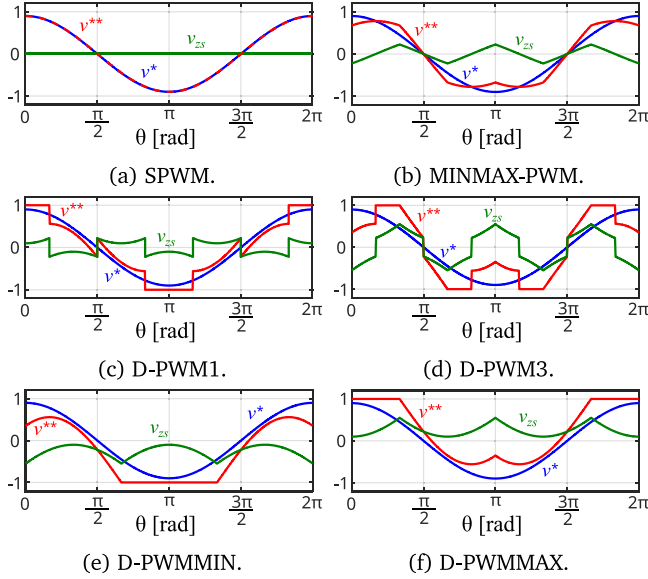 1
0
-1
ν**
v_zs
ν*
0
π/2
π
3π/2
2π
θ [rad]
(a) SPWM.
1
0
-1
ν**
v_zs
ν*
0
π/2
π
3π/2
2π
θ [rad]
(b) MINMAX-PWM.
1
0
-1
ν**
v_zs
ν*
0
π/2
π
3π/2
2π
θ [rad]
(c) D-PWM1.
1
0
-1
ν**
v_zs
ν*
0
π/2
π
3π/2
2π
θ [rad]
(d) D-PWM3.
1
0
-1
ν**
v_zs
ν*
0
π/2
π
3π/2
2π
θ [rad]
(e) D-PWMMIN.
1
0
-1
ν**
v_zs
ν*
0
π/2
π
3π/2
2π
θ [rad]
(f) D-PWMMAX.